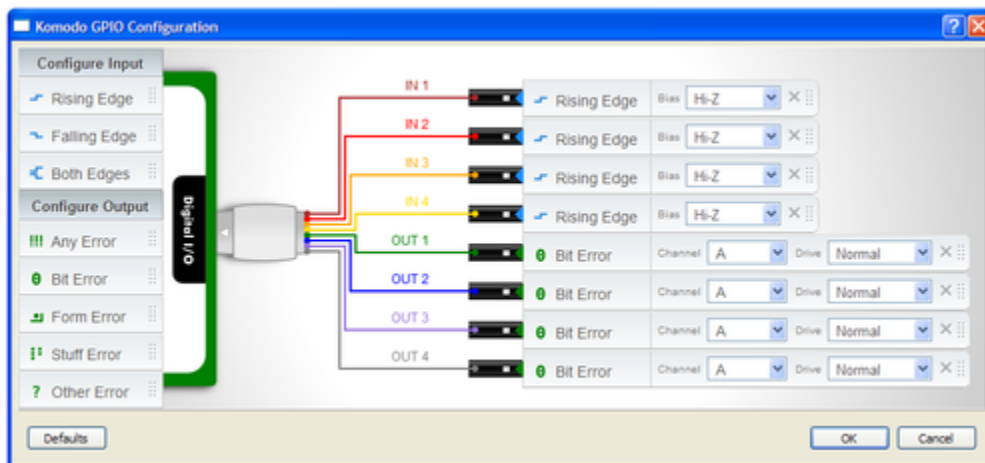 Komodo GPIO Configuration
Configure Input
Rising Edge
Falling Edge
Both Edges
Configure Output
!!! Any Error
Bit Error
Form Error
Stuff Error
? Other Error
Digital I/O
IN 1
Rising Edge Bias Hi-Z
IN 2
Rising Edge Bias Hi-Z
IN 3
Rising Edge Bias Hi-Z
IN 4
Rising Edge Bias Hi-Z
OUT 1
0 Bit Error Channel A Drive Normal
OUT 2
0 Bit Error Channel A Drive Normal
OUT 3
0 Bit Error Channel A Drive Normal
OUT 4
0 Bit Error Channel A Drive Normal
Defaults
OK
Cancel